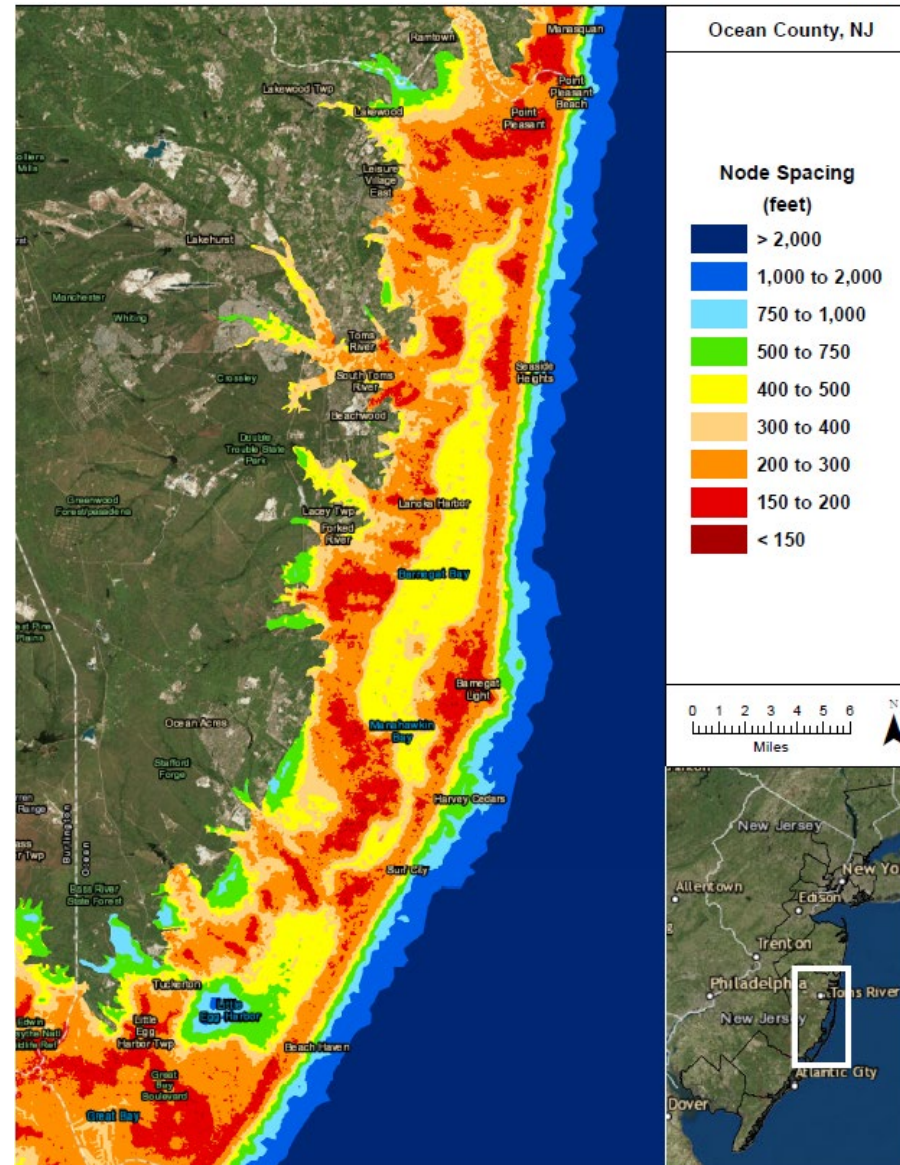 Ocean County, NJ
Node Spacing
(feet)
> 2,000
1,000 to 2,000
750 to 1,000
500 to 750
400 to 500
300 to 400
200 to 300
150 to 200
< 150
0 1 2 3 4 5 6
Miles
N
Manasquan
Ramtown
Point
Pleasant
Beach
Lakewood Twp
Lakewood
Point
Pleasant
Mills
Leisure
Village
East
Lakehurst
Manchester
Whiting
Toms
River
Seaside
Heights
Crossley
South Toms
River
Beachwood
Double
Trouble State
Park
Greenwood
Forest/pasadena
Lacey Twp
Lanoka Harbor
Forked
River
Barnegat Bay
Plains
Barnegat
Light
Ocean Acres
Manahawkin
Bay
Stafford
Forge
Range
Harvey Cedars
Burlington
Ocean
Surf City
Bass River
State Forest
Tuckerton
Little
Egg Harbor
Edwin
Little
Egg
Harbor Twp
Beach Haven
Great
Bay
Boulevard
Great Bay
New Jersey
New Yo
Allentown
Edison
Trenton
Philadelphia
Toms River
New Jersey
Atlantic City
Dover